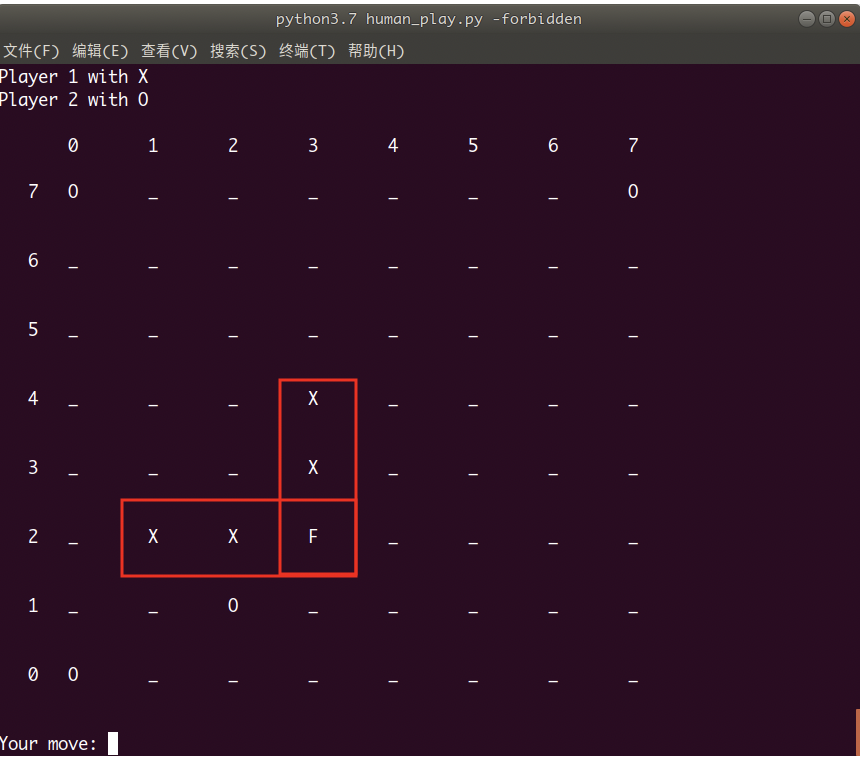 python3.7 human_play.py -forbidden
文件(F) 编辑(E) 查看(V) 搜索(S) 终端(T) 帮助(H)
Player 1 with X
Player 2 with O
0 1 2 3 4 5 6 7
7 O _ _ _ _ _ _ O
6 _ _ _ _ _ _ _ _
5 _ _ _ _ _ _ _ _
4 _ _ _ X _ _ _ _
3 _ _ _ X _ _ _ _
2 _ X X F _ _ _ _
1 _ _ O _ _ _ _ _
0 O _ _ _ _ _ _ _
Your move: